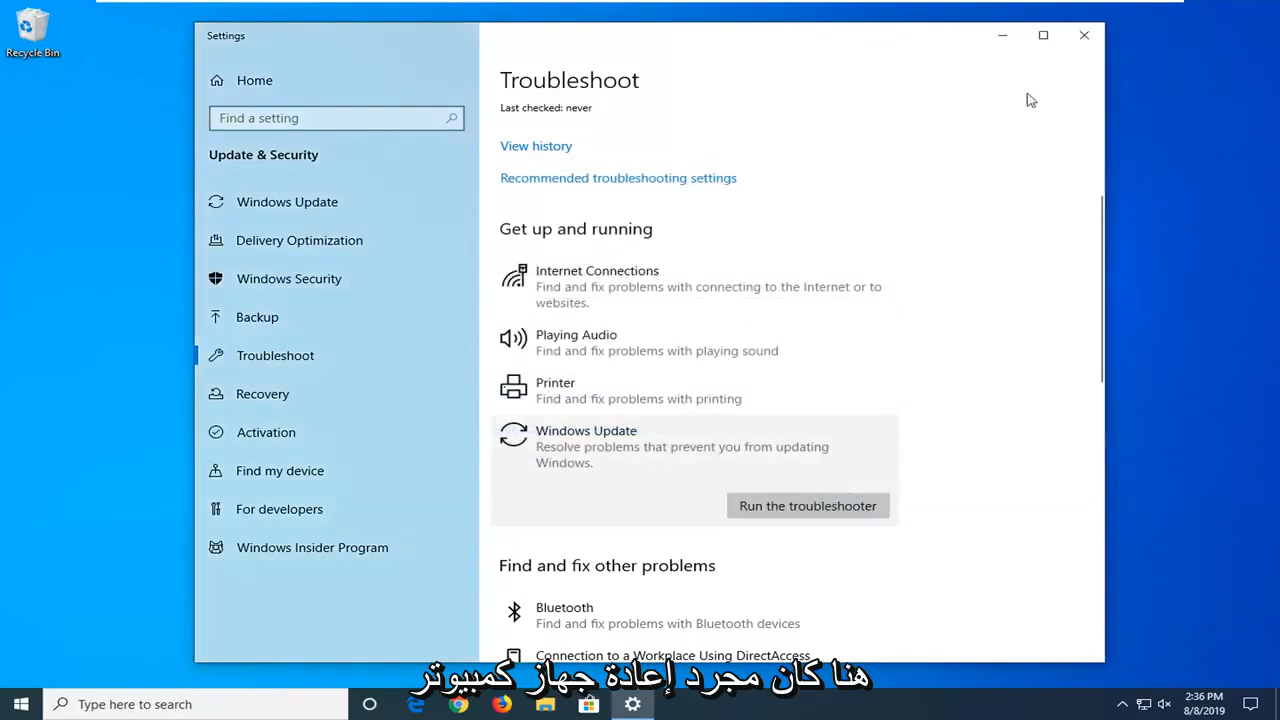 Recycle Bin
Settings
Home
Find a setting
Update & Security
Windows Update
Delivery Optimization
Windows Security
Backup
Troubleshoot
Recovery
Activation
Find my device
For developers
Windows Insider Program
Troubleshoot
Last checked: never
View history
Recommended troubleshooting settings
Get up and running
Internet Connections
Find and fix problems with connecting to the Internet or to
websites.
Playing Audio
Find and fix problems with playing sound
Printer
Find and fix problems with printing
Windows Update
Resolve problems that prevent you from updating
Windows.
Run the troubleshooter
Find and fix other problems
Bluetooth
Find and fix problems with Bluetooth devices
Connection to a Workplace Using DirectAccess
هنا كان مجرد إعادة جهاز كمبيوتر
Type here to search
2:36 PM
8/8/2019